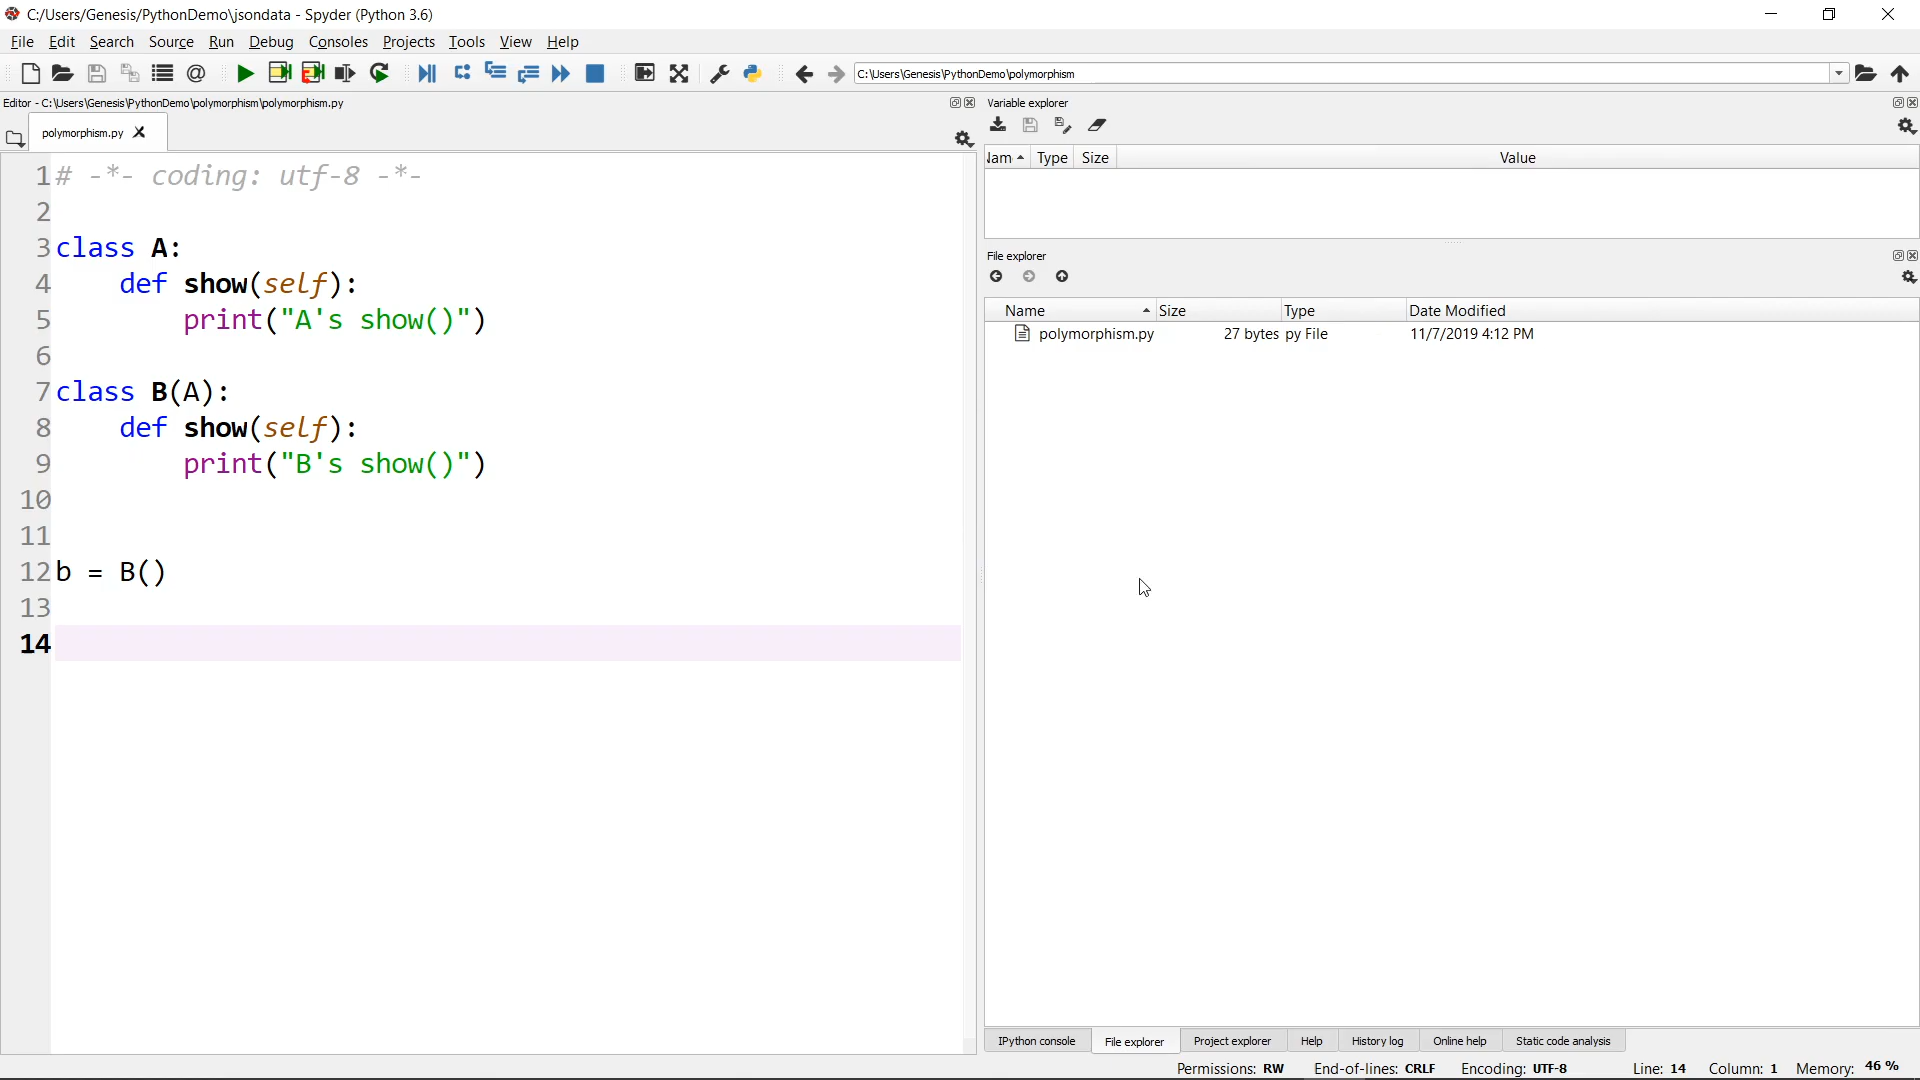 C:/Users/Genesis/PythonDemo\jsondata - Spyder (Python 3.6)
File Edit Search Source Run Debug Consoles Projects Tools View Help
C:\Users\Genesis\PythonDemo\polymorphism
Editor - C:\Users\Genesis\PythonDemo\polymorphism\polymorphism.py
polymorphism.py
1 # -*- coding: utf-8 -*-
2
3 class A:
4     def show(self):
5         print("A's show()")
6
7 class B(A):
8     def show(self):
9         print("B's show()")
10
11
12 b = B()
13
14
Variable explorer
Type Size Value
File explorer
Name Size Type Date Modified
polymorphism.py 27 bytes py File 11/7/2019 4:12 PM
IPython console File explorer Project explorer Help History log Online help Static code analysis
Permissions: RW End-of-lines: CRLF Encoding: UTF-8 Line: 14 Column: 1 Memory: 46 %